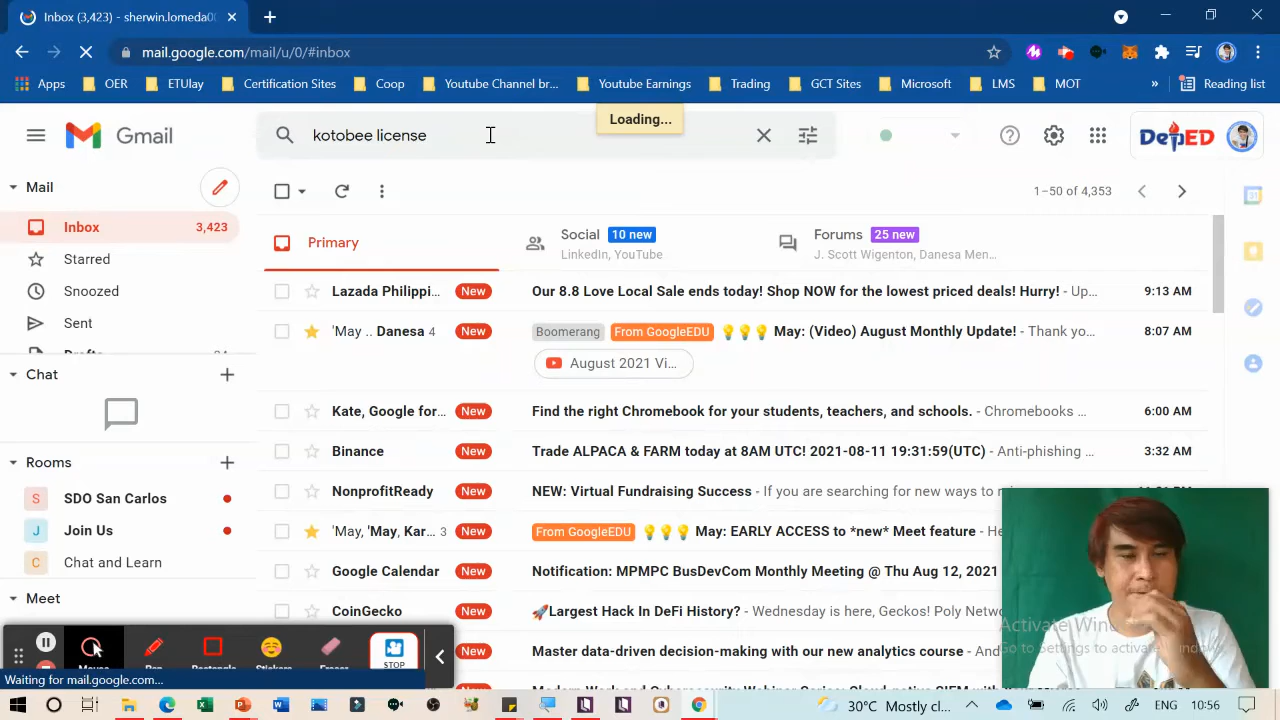 Inbox (3,423) - sherwin.lomeda00
mail.google.com/mail/u/0/#inbox
Apps OER ETUlay Certification Sites Coop Youtube Channel br... Youtube Earnings Trading GCT Sites Microsoft LMS MOT » Reading list
Loading...
Gmail kotobee license DepED
Mail 1–50 of 4,353
Inbox 3,423
Primary Social 10 new Forums 25 new
LinkedIn, YouTube J. Scott Wigenton, Danesa Men...
Starred
Snoozed
Sent
Drafts
Chat
Rooms
S SDO San Carlos
J Join Us
C Chat and Learn
Meet
Lazada Philippi... New Our 8.8 Love Local Sale ends today! Shop NOW for the lowest priced deals! Hurry! - Up... 9:13 AM
'May .. Danesa 4 New Boomerang From GoogleEDU 💡💡💡 May: (Video) August Monthly Update! - Thank yo... 8:07 AM
August 2021 Vi...
Kate, Google for... New Find the right Chromebook for your students, teachers, and schools. - Chromebooks ... 6:00 AM
Binance New Trade ALPACA & FARM today at 8AM UTC! 2021-08-11 19:31:59(UTC) - Anti-phishing ... 3:32 AM
NonprofitReady New NEW: Virtual Fundraising Success - If you are searching for new ways to
'May, 'May, Kar... 3 New From GoogleEDU 💡💡💡 May: EARLY ACCESS to *new* Meet feature - He
Google Calendar New Notification: MPMPC BusDevCom Monthly Meeting @ Thu Aug 12, 2021
CoinGecko New 🚀Largest Hack In DeFi History? - Wednesday is here, Geckos! Poly Netw
New Master data-driven decision-making with our new analytics course - And
Mouse Pen Rectangle Stickers Eraser STOP
Waiting for mail.google.com...
Activate Wind
Go to Settings to activate
30°C Mostly cl... ENG 10:56